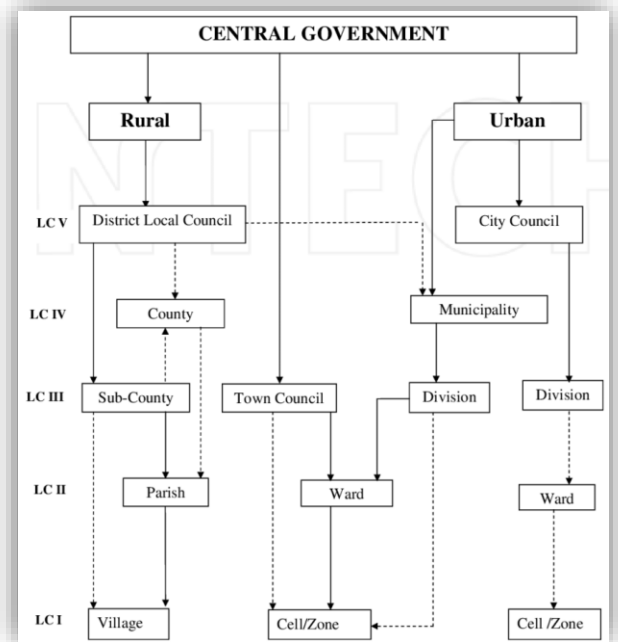 CENTRAL GOVERNMENT
Rural
Urban
LC V
District Local Council
City Council
LC IV
County
Municipality
LC III
Sub-County
Town Council
Division
Division
LC II
Parish
Ward
Ward
LC I
Village
Cell/Zone
Cell /Zone